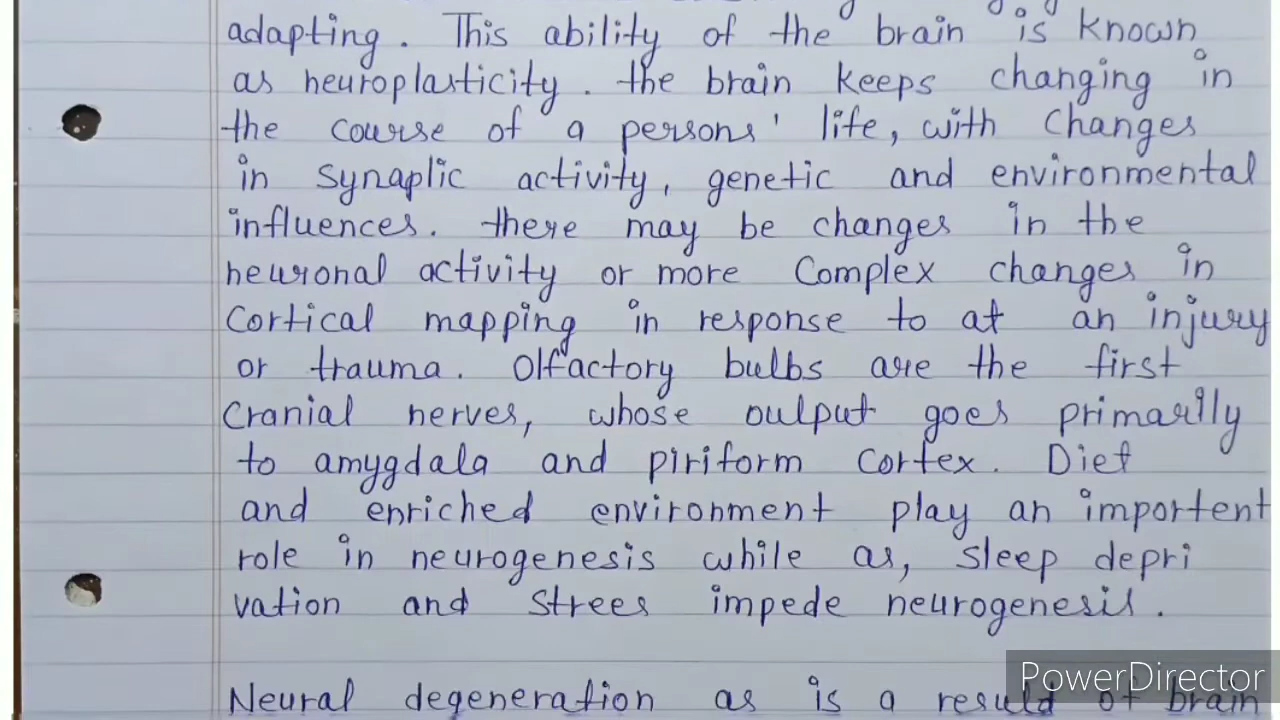 adapting. This ability of the brain is known
as neuroplasticity. the brain keeps changing in
the course of a persons' life, with changes
in synaptic activity, genetic and environmental
influences. there may be changes in the
neuronal activity or more complex changes in
cortical mapping in response to at an injury
or trauma. Olfactory bulbs are the first
cranial nerves, whose output goes primarily
to amygdala and piriform cortex. Diet
and enriched environment play an importent
role in neurogenesis while as, sleep depri
vation and strees impede neurogenesis.
Neural degeneration as is a result of brain
PowerDirector